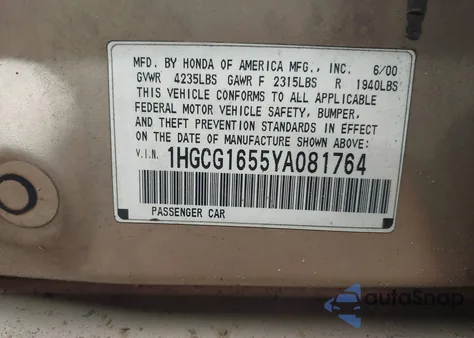 MFD. BY HONDA OF AMERICA MFG., INC. 6/00
GVWR 4235LBS GAWR F 2315LBS R 1940LBS
THIS VEHICLE CONFORMS TO ALL APPLICABLE
FEDERAL MOTOR VEHICLE SAFETY, BUMPER,
AND THEFT PREVENTION STANDARDS IN EFFECT
ON THE DATE OF MANUFACTURE SHOWN ABOVE:
V.I.N. 1HGCG1655YA081764
PASSENGER CAR
autoSnap